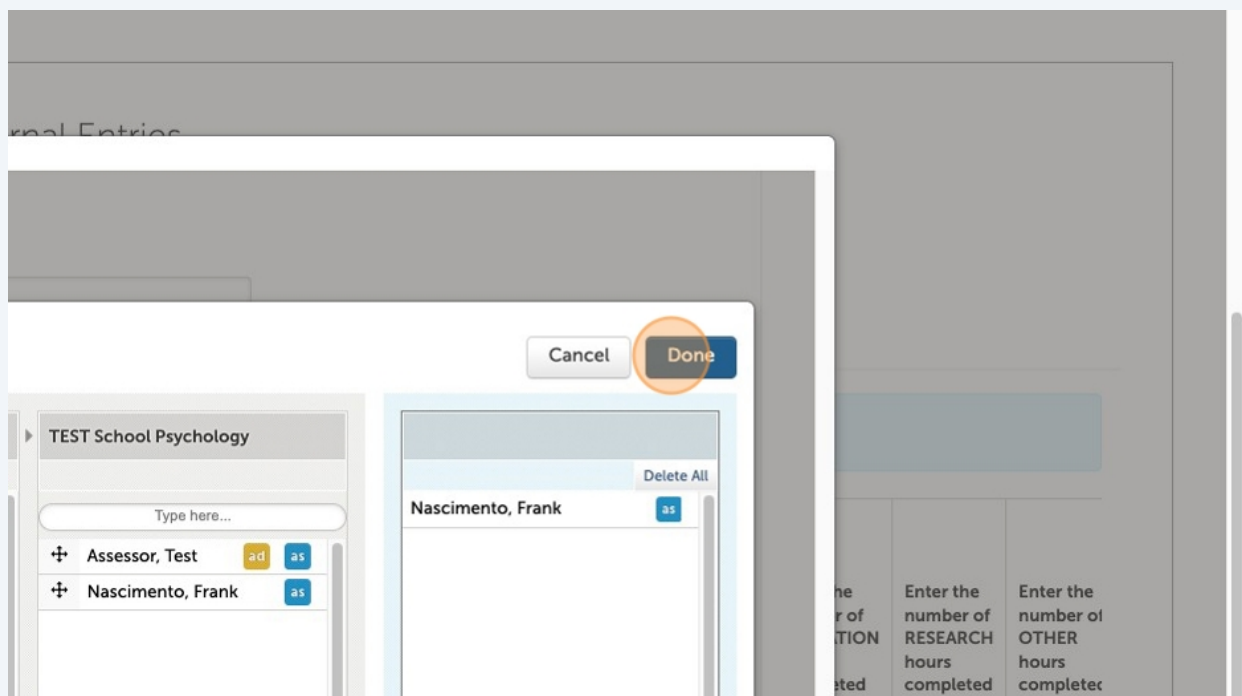 rnal Entries
Cancel
Done
TEST School Psychology
Delete All
Type here...
Nascimento, Frank as
Assessor, Test ad as
Nascimento, Frank as
he
r of
TION
eted
Enter the
number of
RESEARCH
hours
completed
Enter the
number of
OTHER
hours
completed